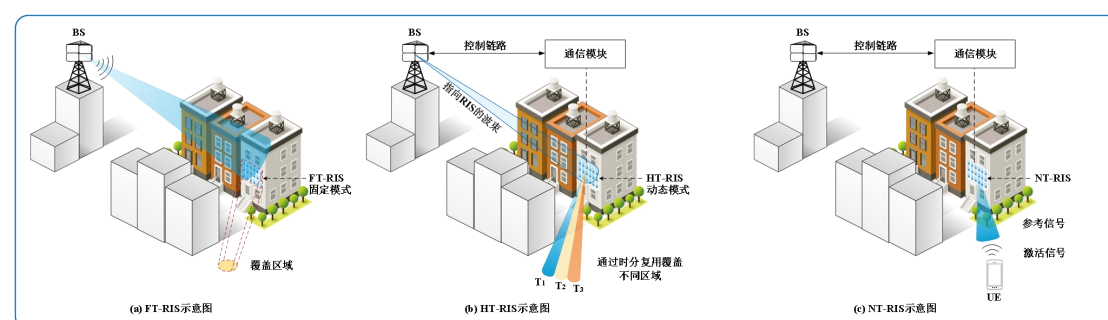 BS
FT-RIS
固定模式
覆盖区域
(a) FT-RIS示意图
BS
控制链路
通信模块
指向RIS的波束
HT-RIS
动态模式
通过时分复用覆盖
不同区域
T1
T2
T3
(b) HT-RIS示意图
BS
控制链路
通信模块
NT-RIS
参考信号
激活信号
UE
(c) NT-RIS示意图